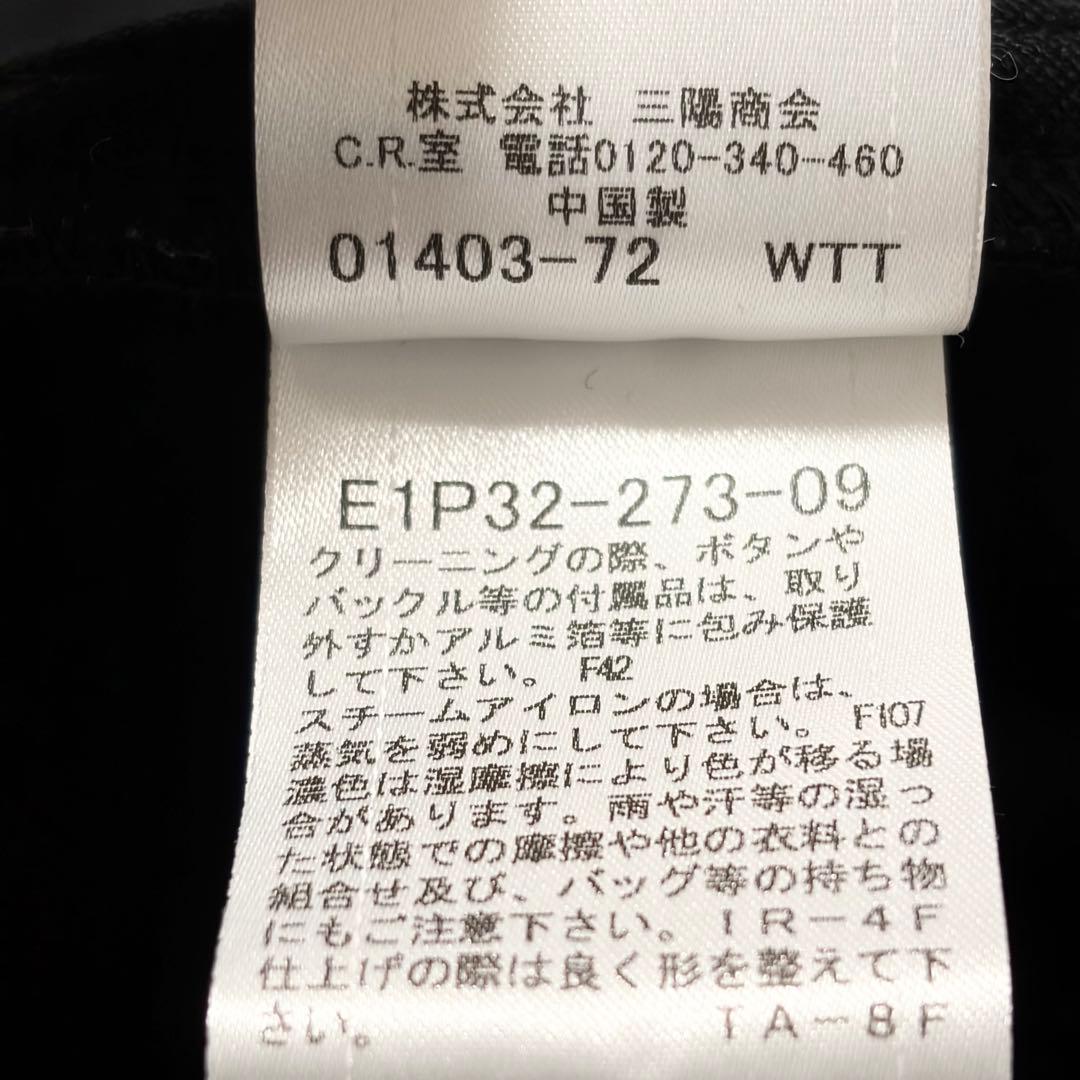 株式会社 三陽商会
C.R.室 電話0120-340-460
中国製
01403-72 WTT
E1P32-273-09
クリーニングの際、ボタンや
バックル等の付属品は、取り
外すかアルミ箔等に包み保護
して下さい。 F42
スチームアイロンの場合は、
蒸気を弱めにして下さい。 F107
濃色は湿摩擦により色が移る場
合があります。雨や汗等の湿っ
た状態での摩擦や他の衣料との
組合せ及び、バッグ等の持ち物
にもご注意下さい。 IR-4F
仕上げの際は良く形を整えて下
さい。 TA-8F